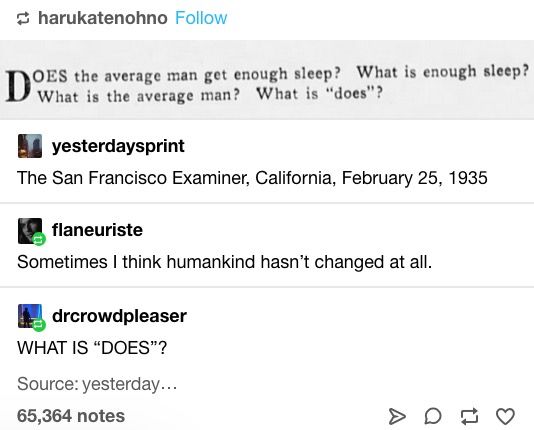 harukatenohno Follow
DOES the average man get enough sleep? What is enough sleep?
What is the average man? What is "does"?
yesterdaysprint
The San Francisco Examiner, California, February 25, 1935
flaneuriste
Sometimes I think humankind hasn't changed at all.
drcrowdpleaser
WHAT IS “DOES”?
Source: yesterday…
65,364 notes